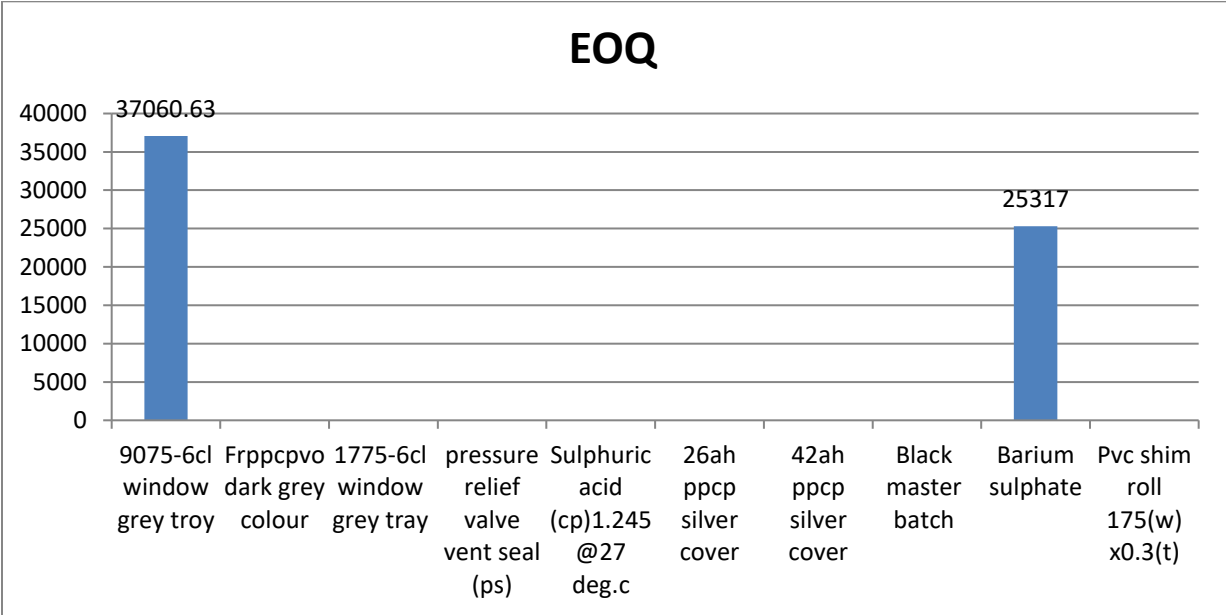 EOQ
37060.63
40000
35000
30000
25000
20000
15000
10000
5000
0
25317
9075-6cl
window
grey troy
Frppcpvo
dark grey
colour
1775-6cl
window
grey tray
pressure
relief
valve
vent seal
(ps)
Sulphuric
acid
(cp)1.245
@27
deg.c
26ah
ppcp
silver
cover
42ah
ppcp
silver
cover
Black
master
batch
Barium
sulphate
Pvc shim
roll
175(w)
x0.3(t)